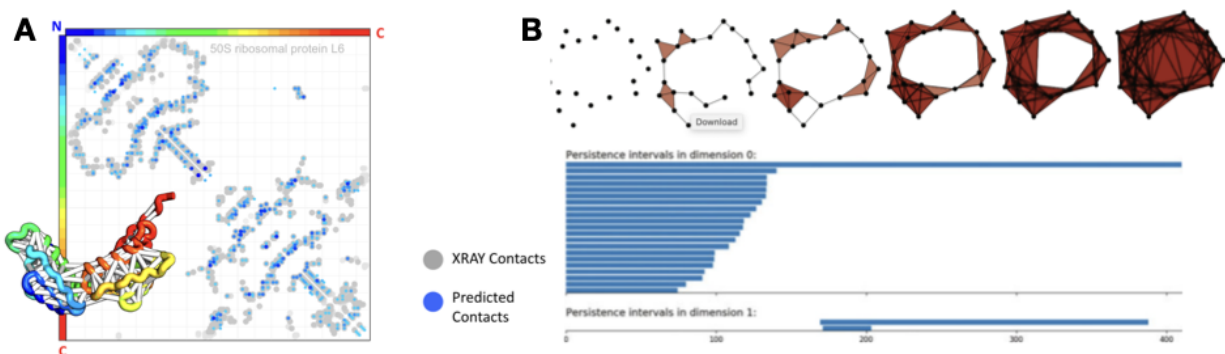 A
N
C
50S ribosomal protein L6
C
XRAY Contacts
Predicted
Contacts
B
Download
Persistence intervals in dimension 0:
Persistence intervals in dimension 1:
0
100
200
300
400